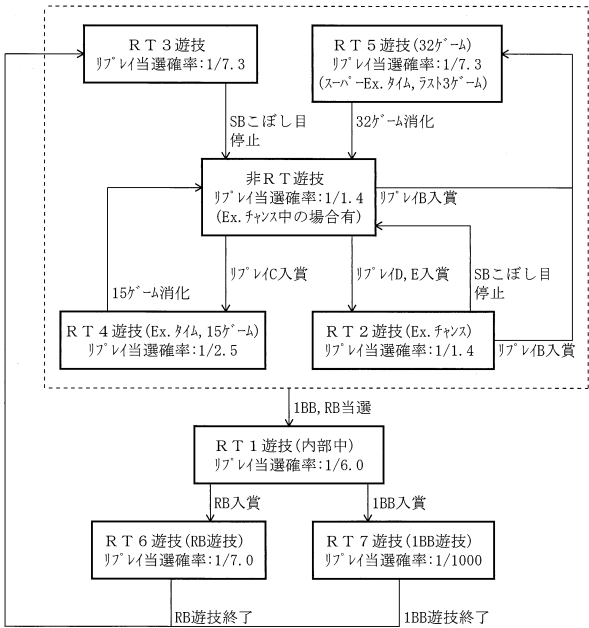 ＲＴ３遊技
ﾘﾌﾟﾚｲ当選確率:1/7.3
ＲＴ５遊技(32ｹﾞｰﾑ)
ﾘﾌﾟﾚｲ当選確率:1/7.3
(ｽｰﾊﾟｰEx.ﾀｲﾑ,ﾗｽﾄ3ｹﾞｰﾑ)
SBこぼし目
停止
32ｹﾞｰﾑ消化
非ＲＴ遊技
ﾘﾌﾟﾚｲ当選確率:1/1.4
(Ex.ﾁｬﾝｽ中の場合有)
ﾘﾌﾟﾚｲB入賞
15ｹﾞｰﾑ消化
ﾘﾌﾟﾚｲC入賞
ﾘﾌﾟﾚｲD,E入賞
SBこぼし目
停止
ＲＴ４遊技(Ex.ﾀｲﾑ,15ｹﾞｰﾑ)
ﾘﾌﾟﾚｲ当選確率:1/2.5
ＲＴ２遊技(Ex.ﾁｬﾝｽ)
ﾘﾌﾟﾚｲ当選確率:1/1.4
ﾘﾌﾟﾚｲB入賞
1BB,RB当選
ＲＴ１遊技(内部中)
ﾘﾌﾟﾚｲ当選確率:1/6.0
RB入賞
1BB入賞
ＲＴ６遊技(RB遊技)
ﾘﾌﾟﾚｲ当選確率:1/7.0
ＲＴ７遊技(1BB遊技)
ﾘﾌﾟﾚｲ当選確率:1/1000
RB遊技終了
1BB遊技終了